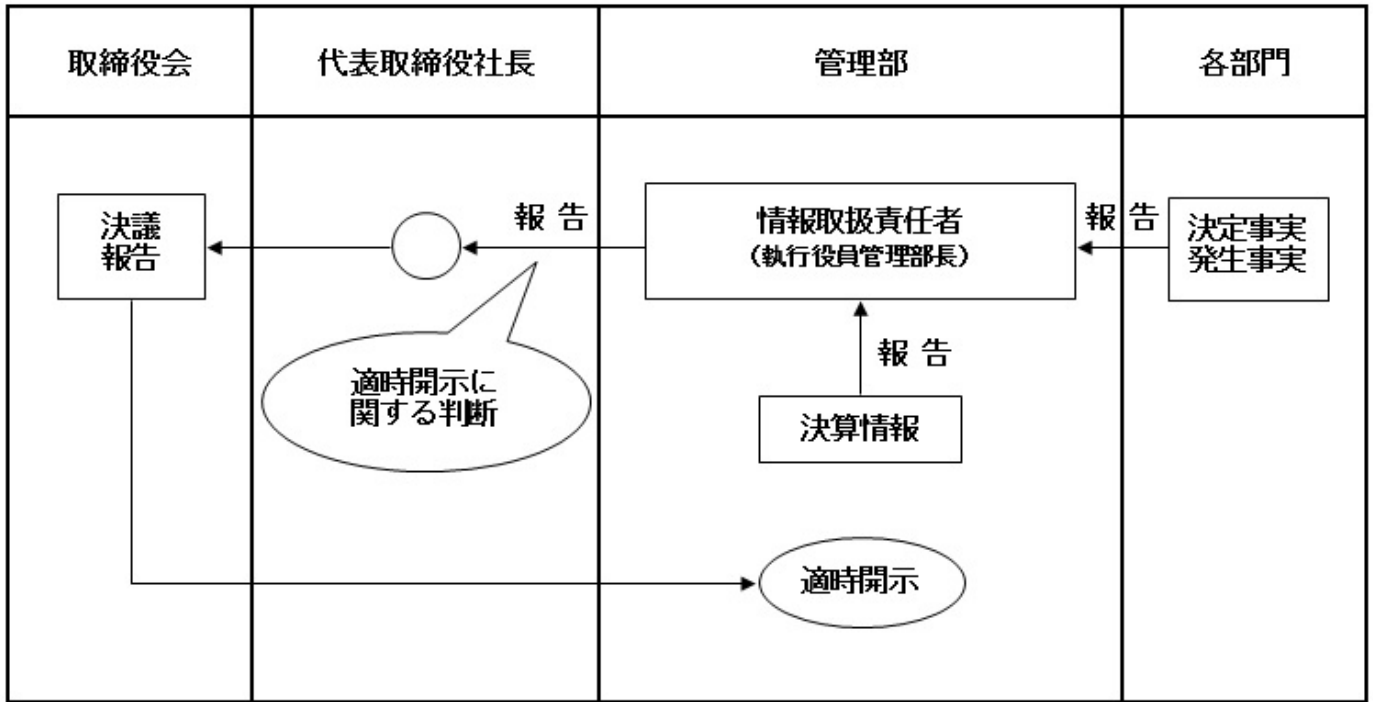 取締役会
代表取締役社長
管理部
各部門
決議
報告
報 告
情報取扱責任者
（執行役員管理部長）
報 告
決定事実
発生事実
適時開示に
関する判断
報 告
決算情報
適時開示